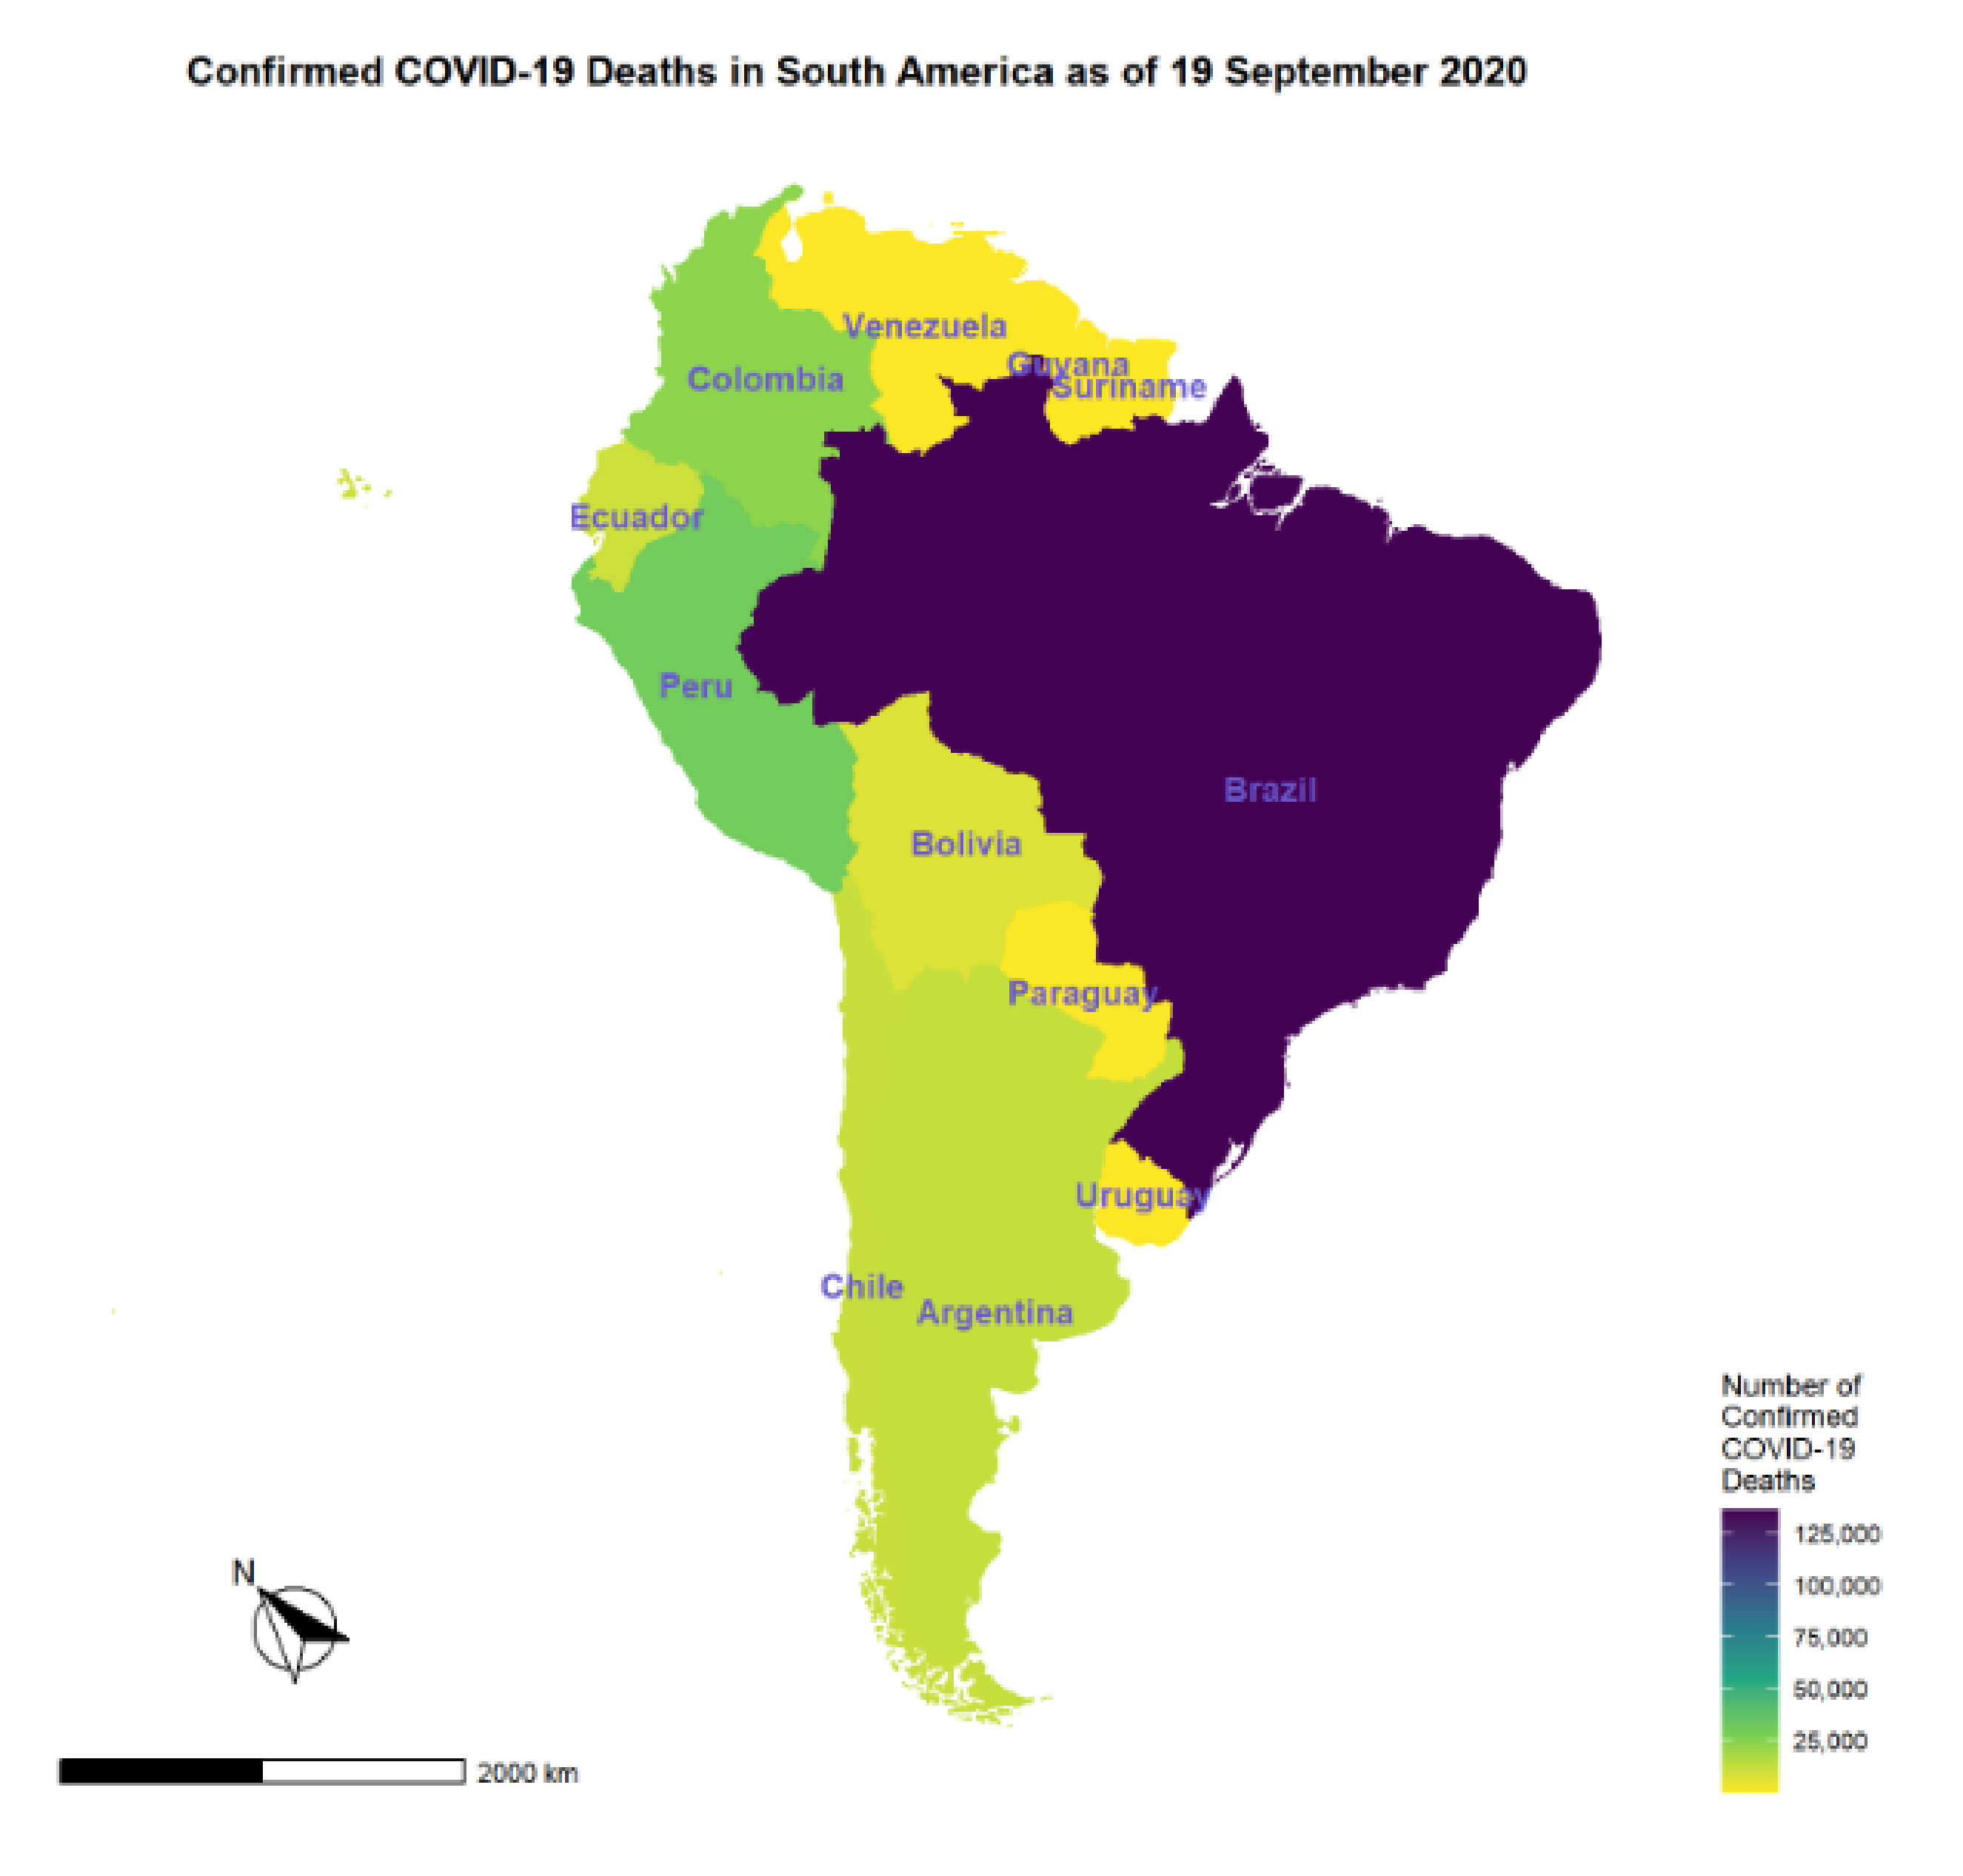 Confirmed COVID-19 Deaths in South America as of 19 September 2020
Venezuela
Guyana
Colombia
Suriname
Ecuador
Peru
Brazil
Bolivia
Paraguay
Uruguay
Chile
Argentina
Number of
Confirmed
COVID-19
Deaths
125,000
100,000
75,000
50,000
25,000
N
2000 km